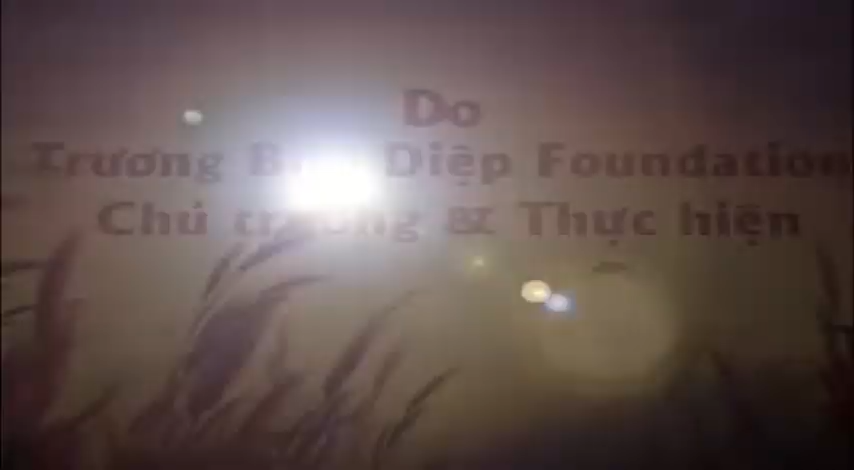 Do
Trương Diệp Foundation
Chủ trương & Thực hiện